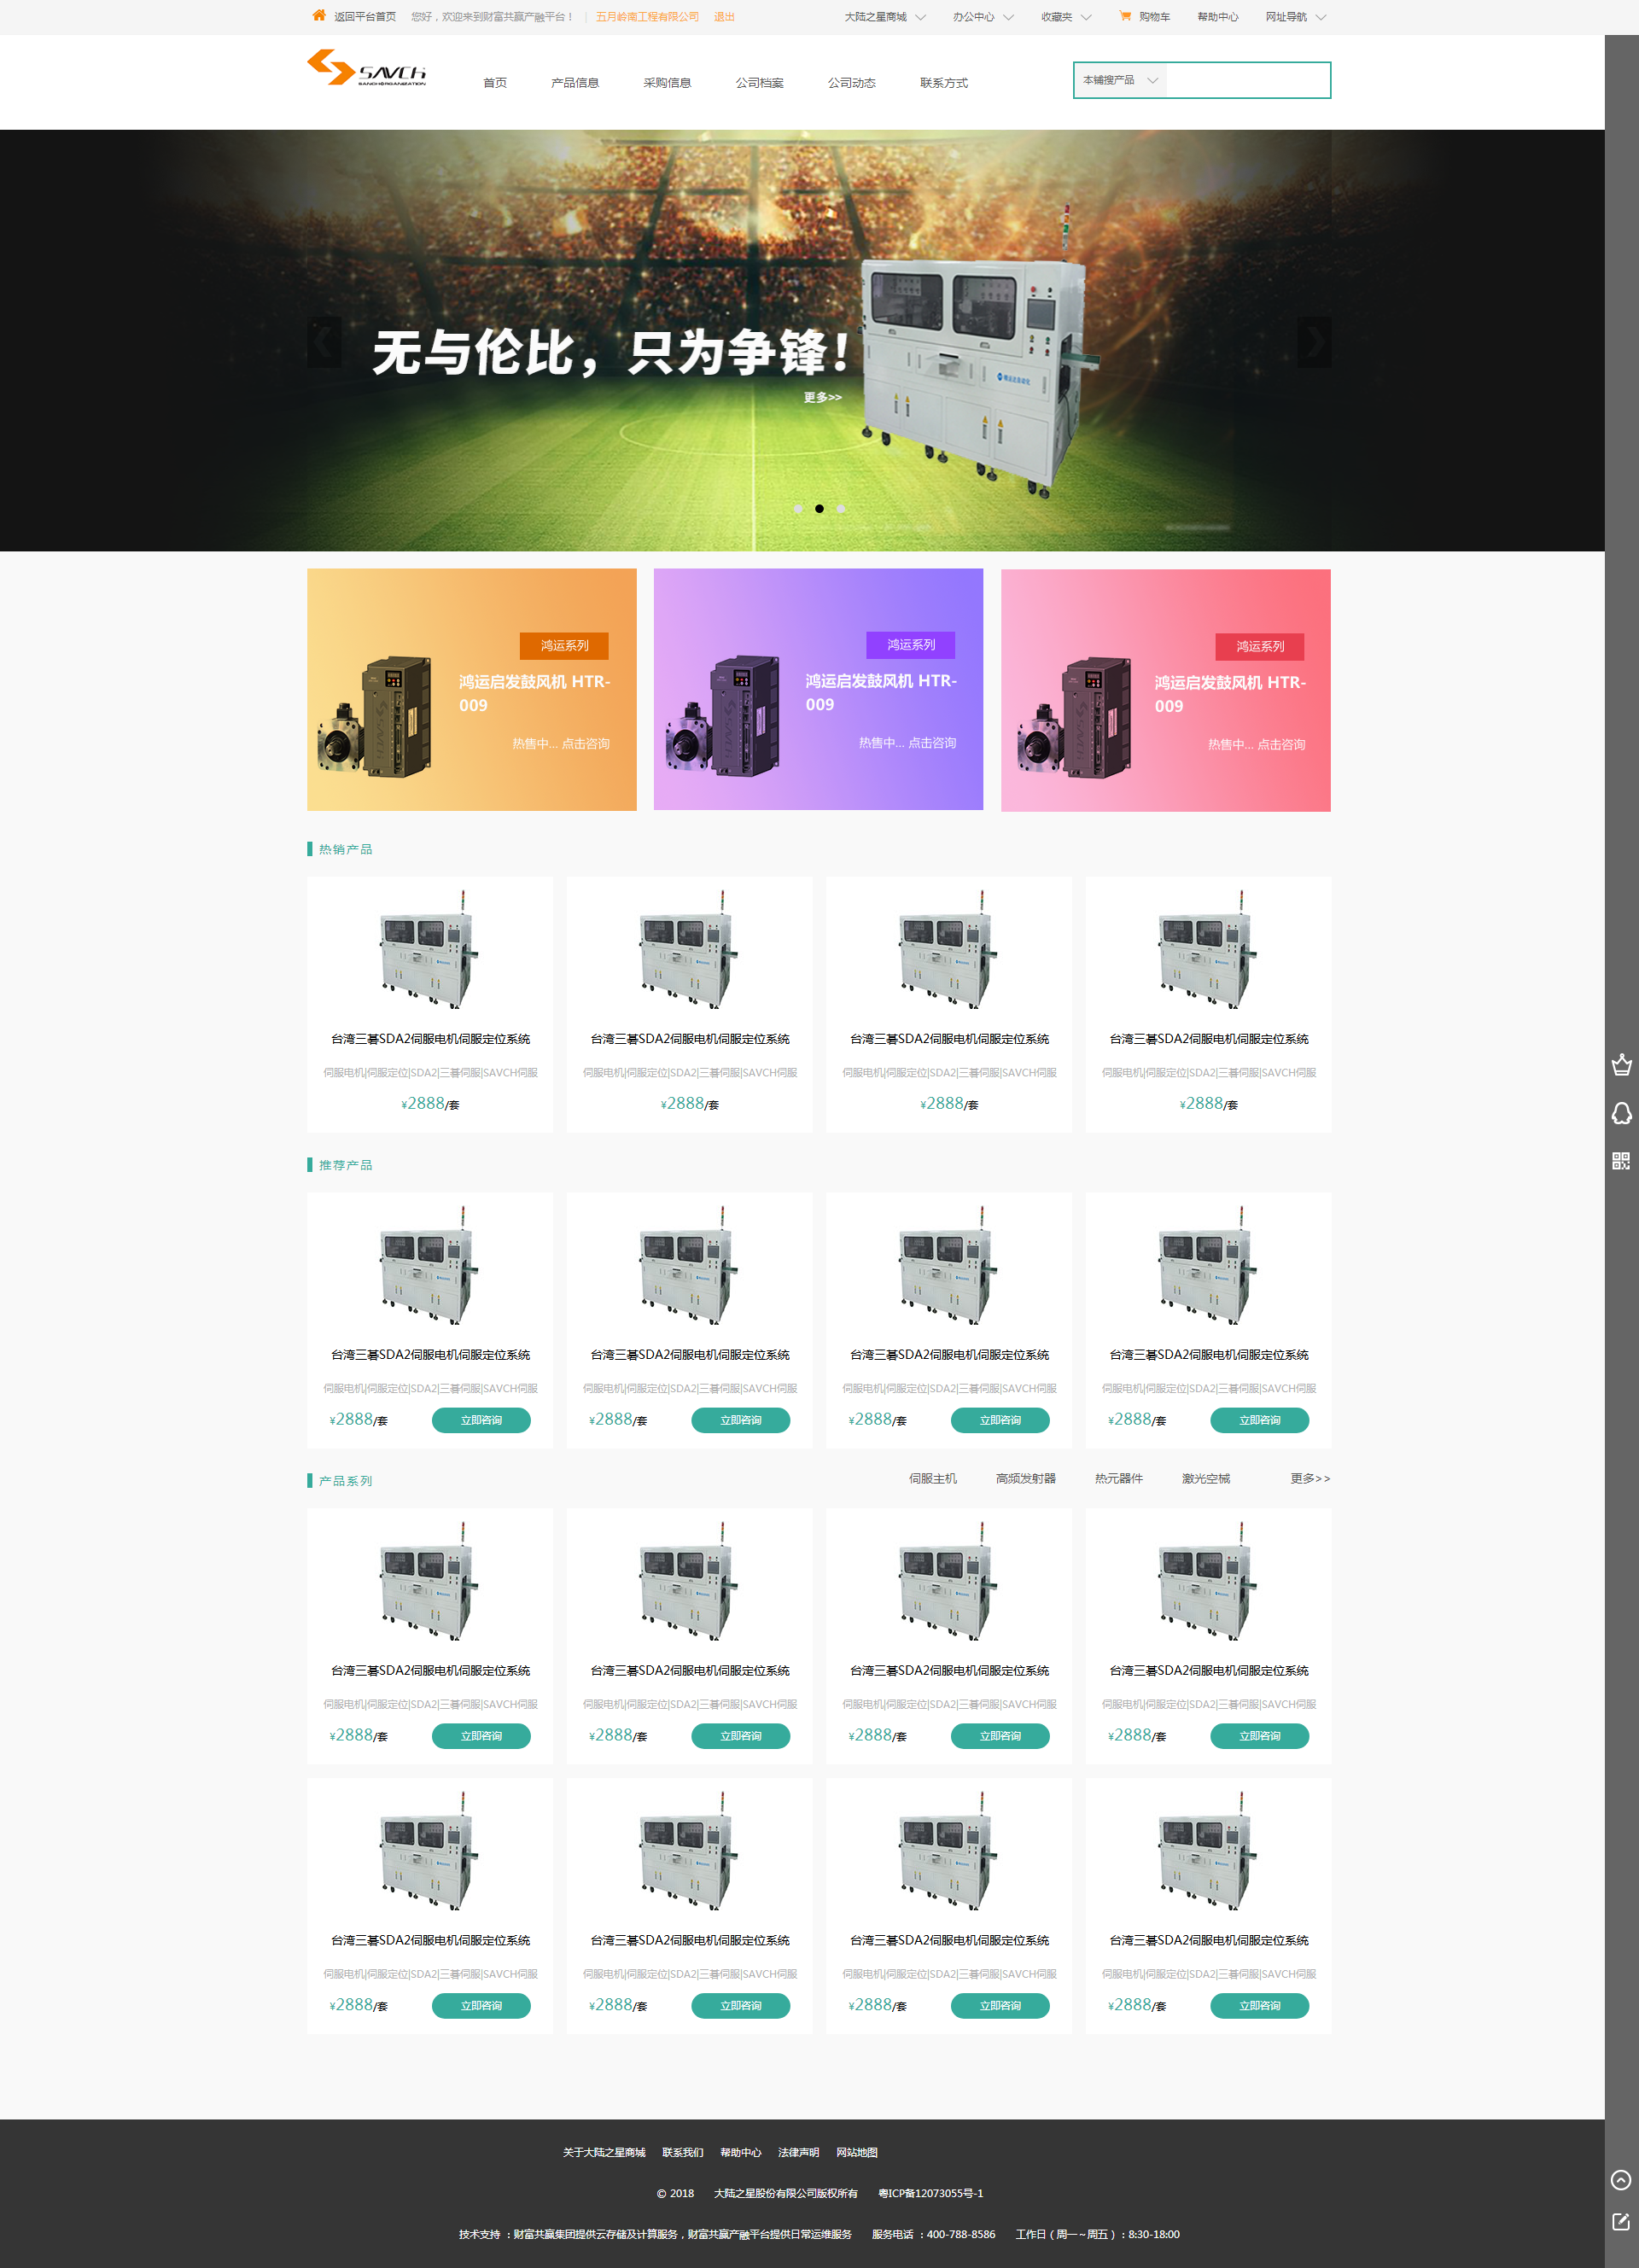 返回平台首页 您好，欢迎来到财富共赢产融平台！ | 五月岭南工程有限公司 退出 大陆之星商城 办公中心 收藏夹 购物车 帮助中心 网址导航
SAVCH
SANCH ORGANIZATION
首页 产品信息 采购信息 公司档案 公司动态 联系方式 本铺搜产品
无与伦比，只为争锋！
更多>>
鸿运系列 鸿运系列 鸿运系列
鸿运启发鼓风机 HTR- 鸿运启发鼓风机 HTR- 鸿运启发鼓风机 HTR-
009 009 009
热售中... 点击咨询 热售中... 点击咨询 热售中... 点击咨询
热销产品
台湾三碁SDA2伺服电机伺服定位系统 台湾三碁SDA2伺服电机伺服定位系统 台湾三碁SDA2伺服电机伺服定位系统 台湾三碁SDA2伺服电机伺服定位系统
伺服电机|伺服定位|SDA2|三碁伺服|SAVCH伺服 伺服电机|伺服定位|SDA2|三碁伺服|SAVCH伺服 伺服电机|伺服定位|SDA2|三碁伺服|SAVCH伺服 伺服电机|伺服定位|SDA2|三碁伺服|SAVCH伺服
¥2888/套 ¥2888/套 ¥2888/套 ¥2888/套
推荐产品
台湾三碁SDA2伺服电机伺服定位系统 台湾三碁SDA2伺服电机伺服定位系统 台湾三碁SDA2伺服电机伺服定位系统 台湾三碁SDA2伺服电机伺服定位系统
伺服电机|伺服定位|SDA2|三碁伺服|SAVCH伺服 伺服电机|伺服定位|SDA2|三碁伺服|SAVCH伺服 伺服电机|伺服定位|SDA2|三碁伺服|SAVCH伺服 伺服电机|伺服定位|SDA2|三碁伺服|SAVCH伺服
¥2888/套 立即咨询 ¥2888/套 立即咨询 ¥2888/套 立即咨询 ¥2888/套 立即咨询
产品系列 伺服主机 高频发射器 热元器件 激光空械 更多>>
台湾三碁SDA2伺服电机伺服定位系统 台湾三碁SDA2伺服电机伺服定位系统 台湾三碁SDA2伺服电机伺服定位系统 台湾三碁SDA2伺服电机伺服定位系统
伺服电机|伺服定位|SDA2|三碁伺服|SAVCH伺服 伺服电机|伺服定位|SDA2|三碁伺服|SAVCH伺服 伺服电机|伺服定位|SDA2|三碁伺服|SAVCH伺服 伺服电机|伺服定位|SDA2|三碁伺服|SAVCH伺服
¥2888/套 立即咨询 ¥2888/套 立即咨询 ¥2888/套 立即咨询 ¥2888/套 立即咨询
台湾三碁SDA2伺服电机伺服定位系统 台湾三碁SDA2伺服电机伺服定位系统 台湾三碁SDA2伺服电机伺服定位系统 台湾三碁SDA2伺服电机伺服定位系统
伺服电机|伺服定位|SDA2|三碁伺服|SAVCH伺服 伺服电机|伺服定位|SDA2|三碁伺服|SAVCH伺服 伺服电机|伺服定位|SDA2|三碁伺服|SAVCH伺服 伺服电机|伺服定位|SDA2|三碁伺服|SAVCH伺服
¥2888/套 立即咨询 ¥2888/套 立即咨询 ¥2888/套 立即咨询 ¥2888/套 立即咨询
关于大陆之星商城 联系我们 帮助中心 法律声明 网站地图
© 2018 大陆之星股份有限公司版权所有 粤ICP备12073055号-1
技术支持 ：财富共赢集团提供云存储及计算服务，财富共赢产融平台提供日常运维服务 服务电话 ：400-788-8586 工作日（周一～周五）: 8:30-18:00